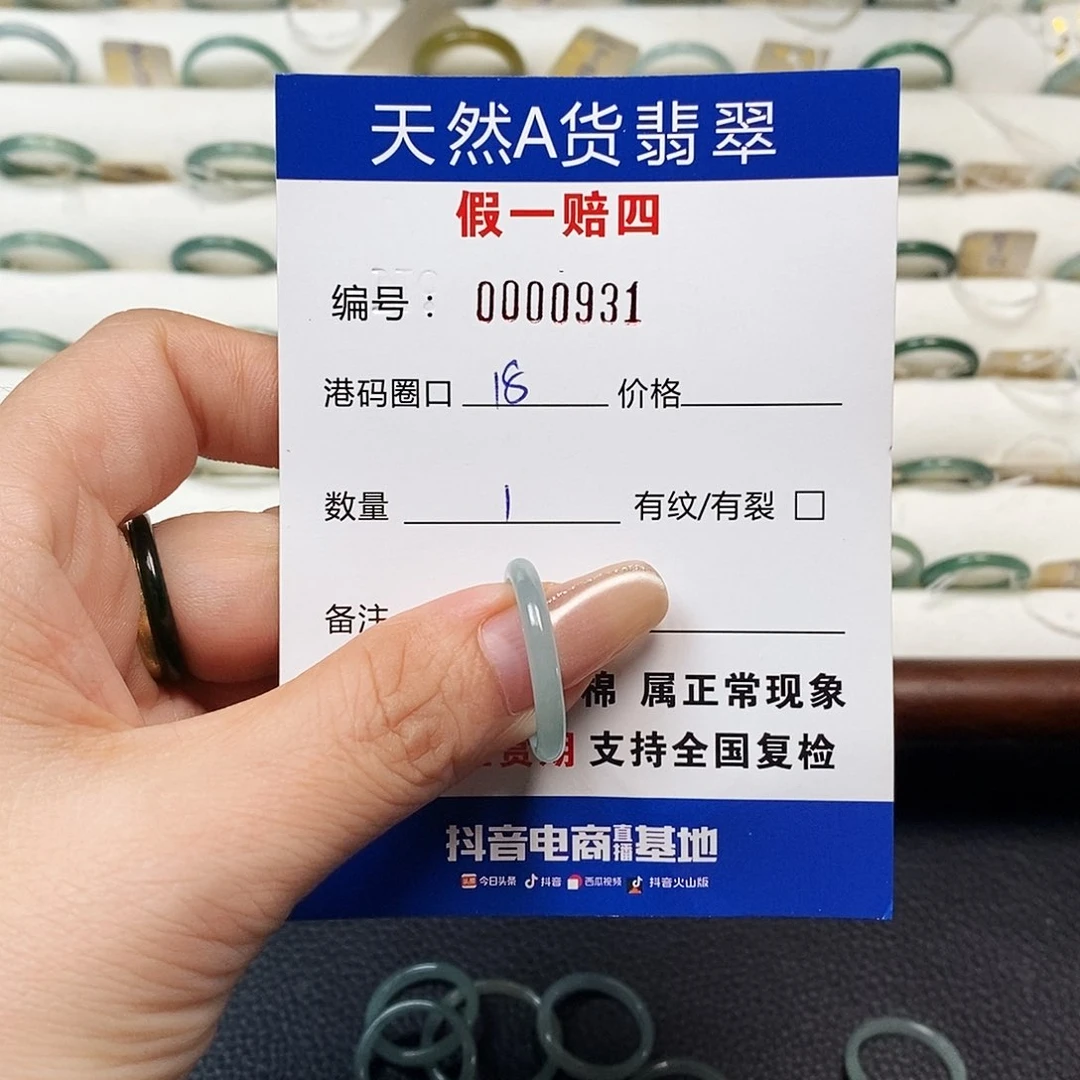 天然A货翡翠
假一赔四
编号： 0000931
港码圈口 18 价格
数量 1 有纹/有裂 □
备注
棉 属正常现象
支持全国复检
抖音电商直播基地
今日头条 抖音 西瓜视频 抖音火山版